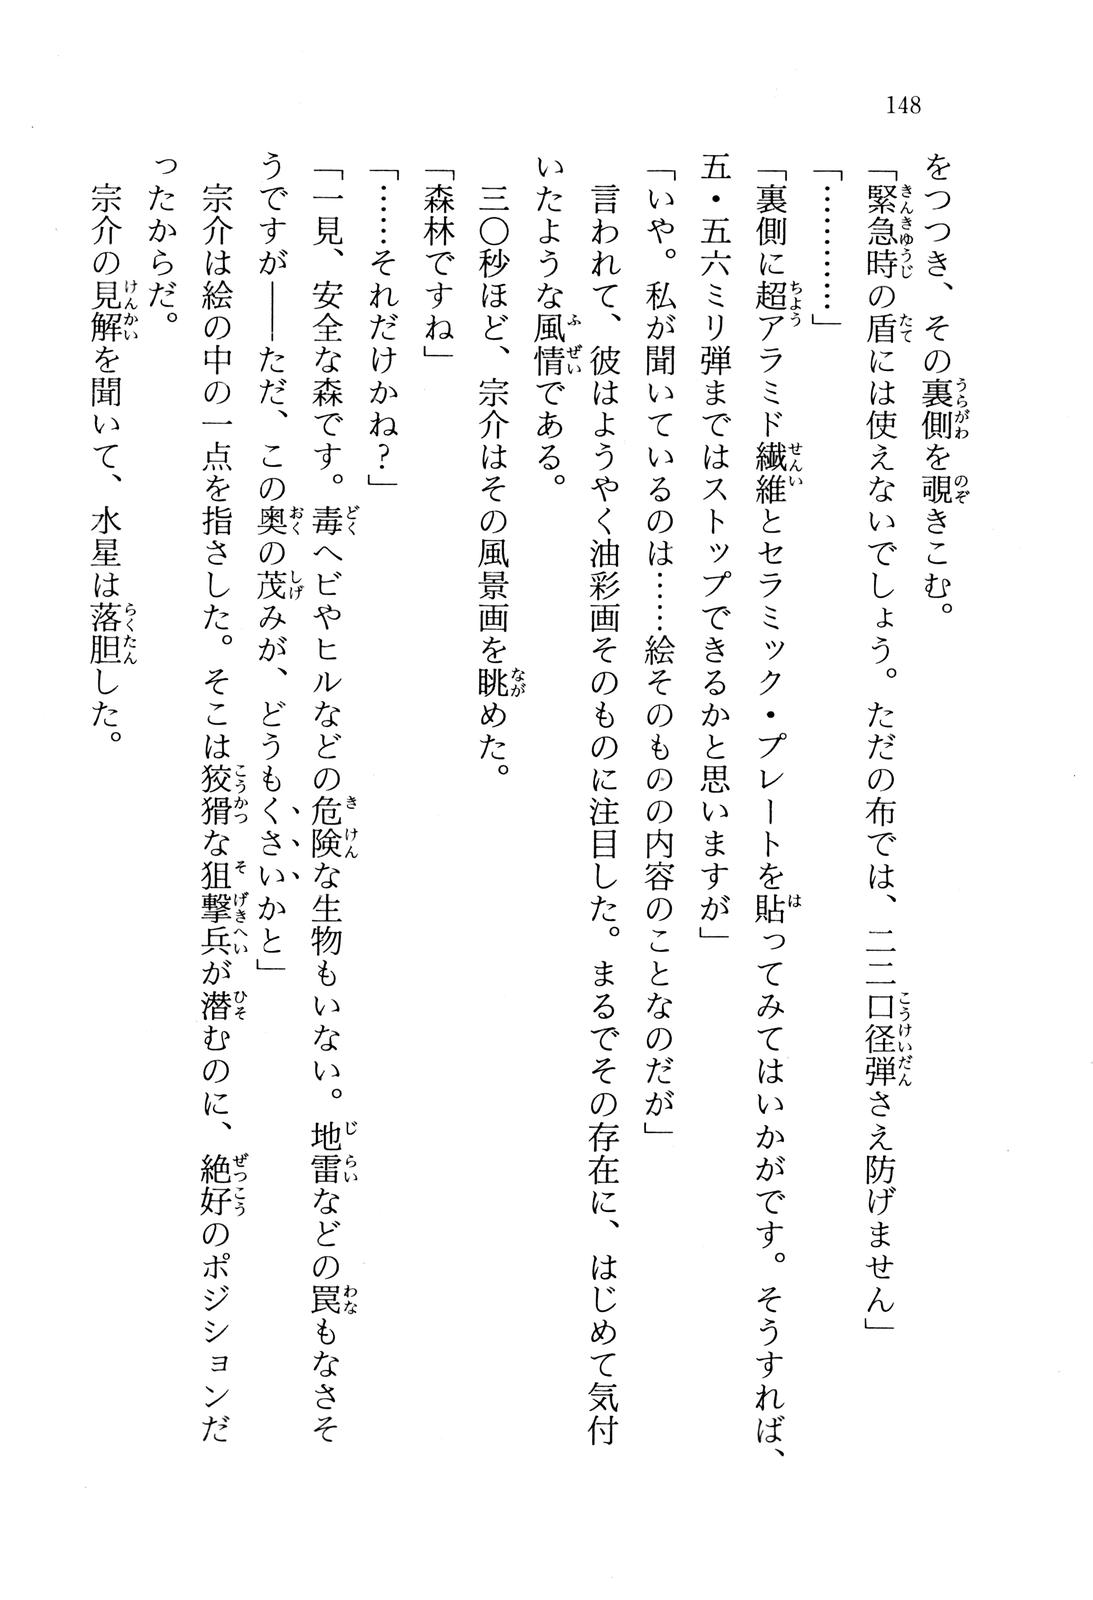 148
をつつき、その裏側を覗きこむ。
「緊急時の盾には使えないでしょう。ただの布では、二二口径弾さえ防げません」
「…………」
「裏側に超アラミド繊維とセラミック・プレートを貼ってみてはいかがです。そうすれば、
五・五六ミリ弾まではストップできるかと思いますが」
「いや。私が聞いているのは……絵そのものの内容のことなのだが」
言われて、彼はようやく油彩画そのものに注目した。まるでその存在に、はじめて気付
いたような風情である。
三〇秒ほど、宗介はその風景画を眺めた。
「森林ですね」
「……それだけかね？」
「一見、安全な森です。毒ヘビやヒルなどの危険な生物もいない。地雷などの罠もなさそ
うですが――ただ、この奥の茂みが、どうもくさいかと」
宗介は絵の中の一点を指さした。そこは狡猾な狙撃兵が潜むのに、絶好のポジションだ
ったからだ。
宗介の見解を聞いて、水星は落胆した。